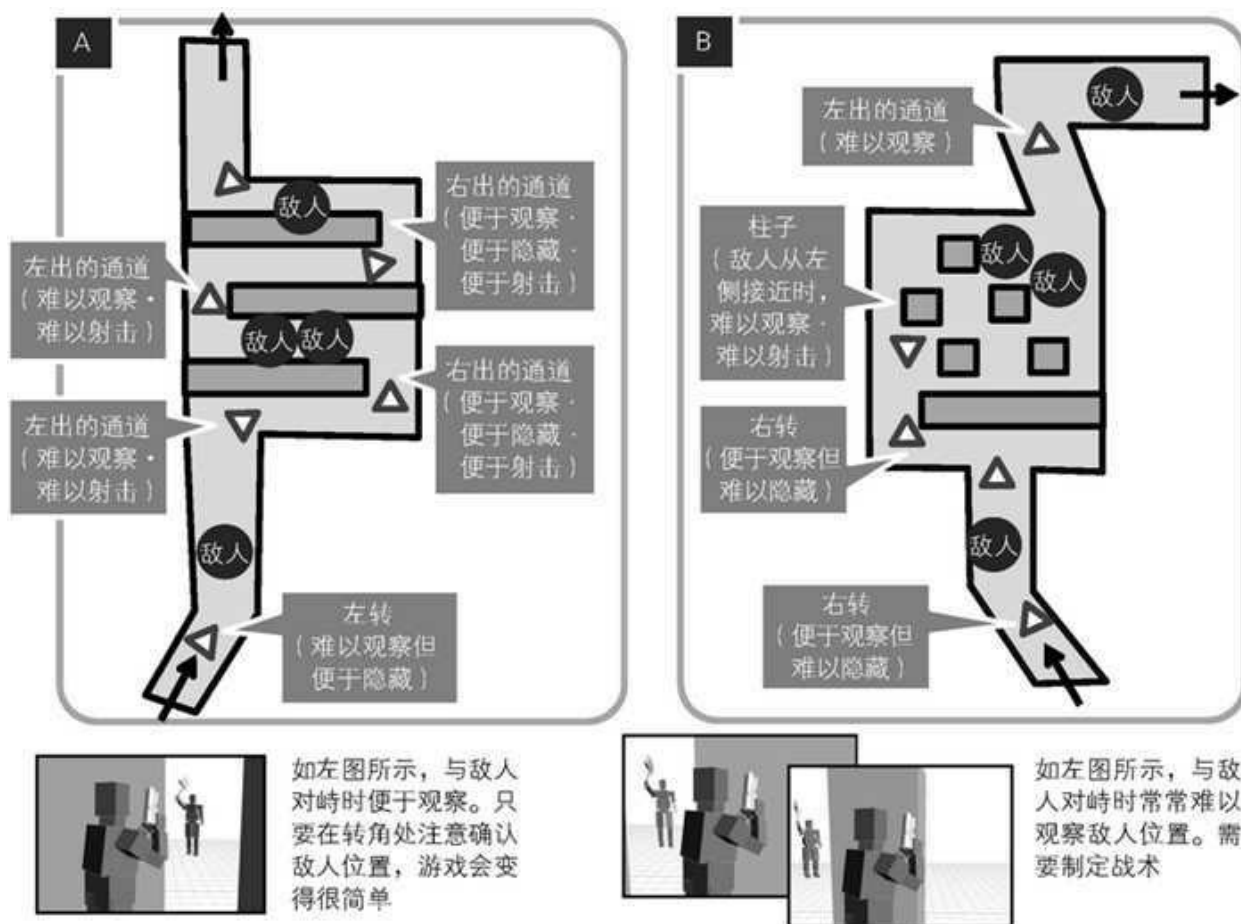 A
敌人
右出的通道
（便于观察·
便于隐藏·
便于射击）
左出的通道
（难以观察·
难以射击）
敌人
敌人
右出的通道
（便于观察·
便于隐藏·
便于射击）
左出的通道
（难以观察·
难以射击）
敌人
左转
（难以观察但
便于隐藏）
如左图所示，与敌人
对峙时便于观察。只
要在转角处注意确认
敌人位置，游戏会变
得很简单
B
敌人
左出的通道
（难以观察）
柱子
（敌人从左
侧接近时，
难以观察·
难以射击）
敌人
敌人
右转
（便于观察但
难以隐藏）
敌人
右转
（便于观察但
难以隐藏）
如左图所示，与敌
人对峙时常常难以
观察敌人位置。需
要制定战术